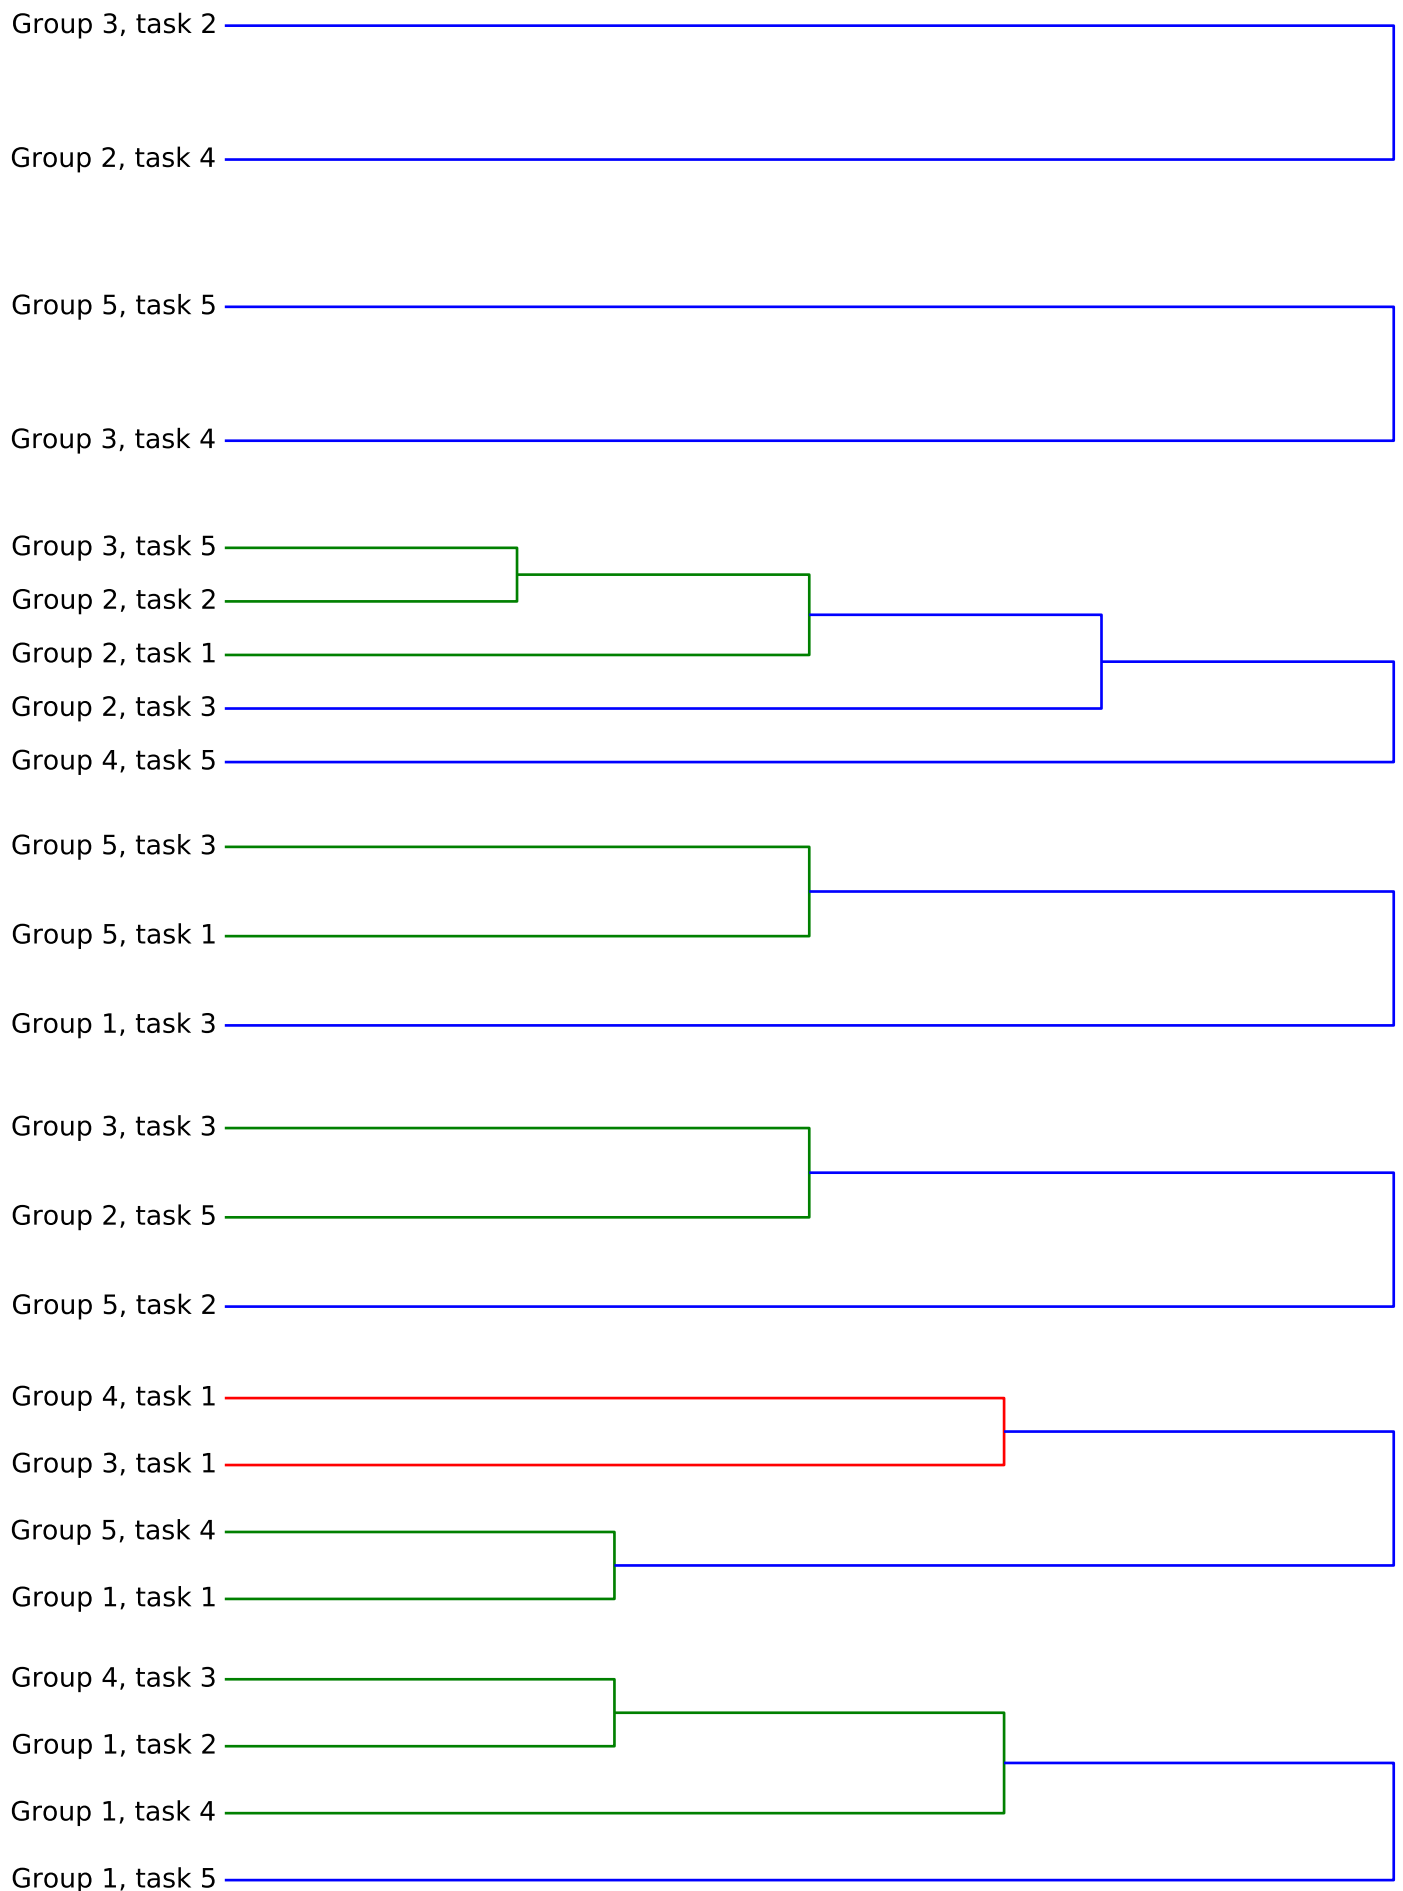 Group 3, task 2
Group 2, task 4
Group 5, task 5
Group 3, task 4
Group 3, task 5
Group 2, task 2
Group 2, task 1
Group 2, task 3
Group 4, task 5
Group 5, task 3
Group 5, task 1
Group 1, task 3
Group 3, task 3
Group 2, task 5
Group 5, task 2
Group 4, task 1
Group 3, task 1
Group 5, task 4
Group 1, task 1
Group 4, task 3
Group 1, task 2
Group 1, task 4
Group 1, task 5